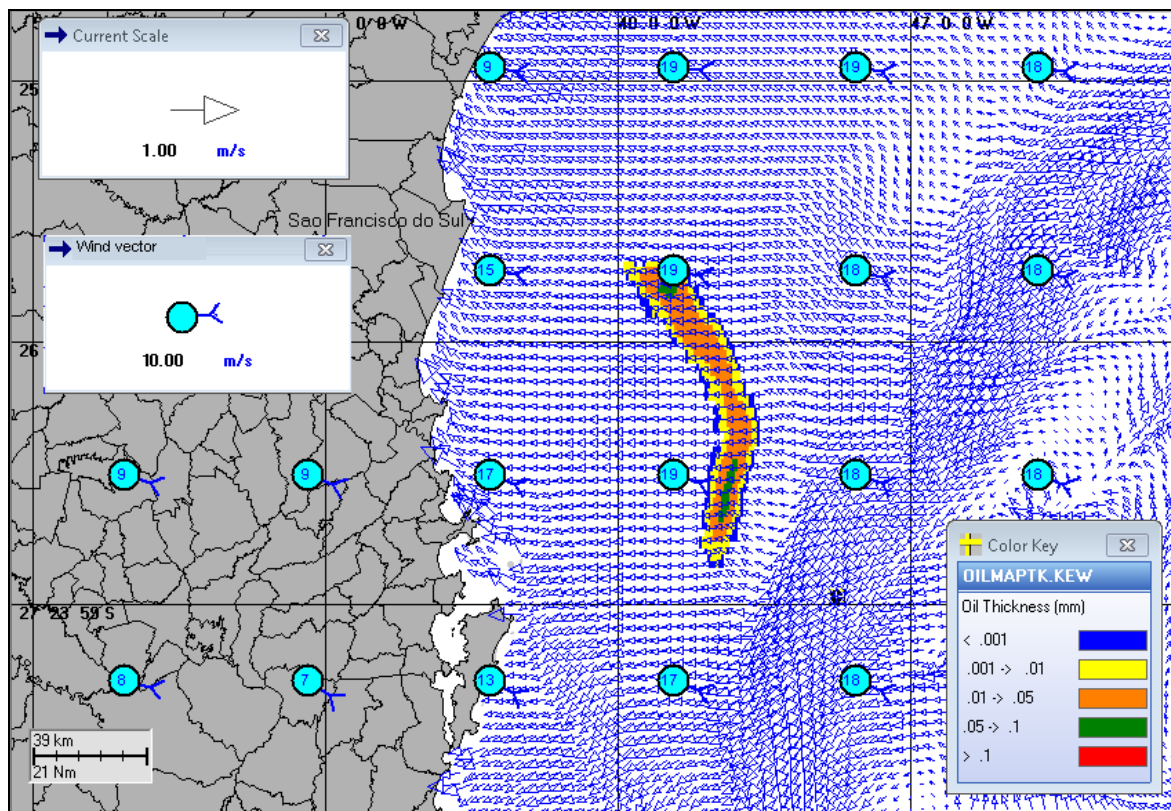 Current Scale
1.00 m/s
Sao Francisco do Sul
Wind vector
10.00 m/s
0/0 W
47 0 0 W
25
26
27 23 59 S
9
19
19
18
15
19
18
18
9
9
17
19
18
18
8
7
13
17
18
39 km
21 Nm
Color Key
OILMAPTK.KEW
Oil Thickness (mm)
< .001
.001 -> .01
.01 -> .05
.05 -> .1
> .1